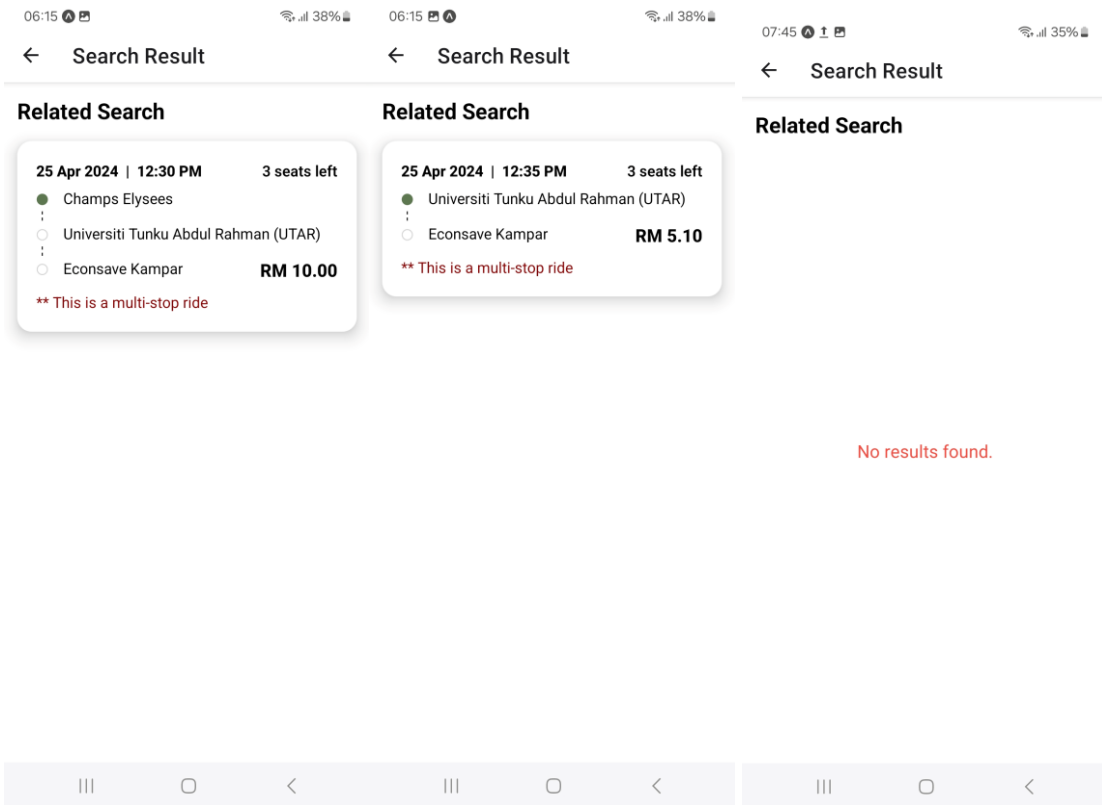 06:15 38%
Search Result
Related Search
25 Apr 2024 | 12:30 PM 3 seats left
Champs Elysees
Universiti Tunku Abdul Rahman (UTAR)
Econsave Kampar RM 10.00
** This is a multi-stop ride
06:15 38%
Search Result
Related Search
25 Apr 2024 | 12:35 PM 3 seats left
Universiti Tunku Abdul Rahman (UTAR)
Econsave Kampar RM 5.10
** This is a multi-stop ride
07:45 35%
Search Result
Related Search
No results found.